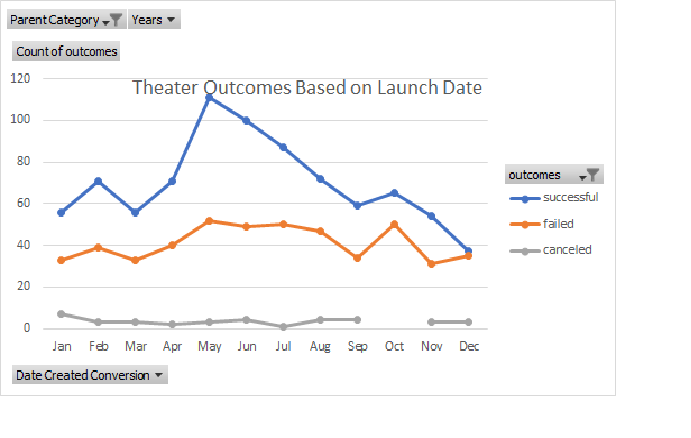 Parent Category Years
Count of outcomes
Theater Outcomes Based on Launch Date
120
100
80
60
40
20
0
Jan Feb Mar Apr May Jun Jul Aug Sep Oct Nov Dec
outcomes
successful
failed
canceled
Date Created Conversion